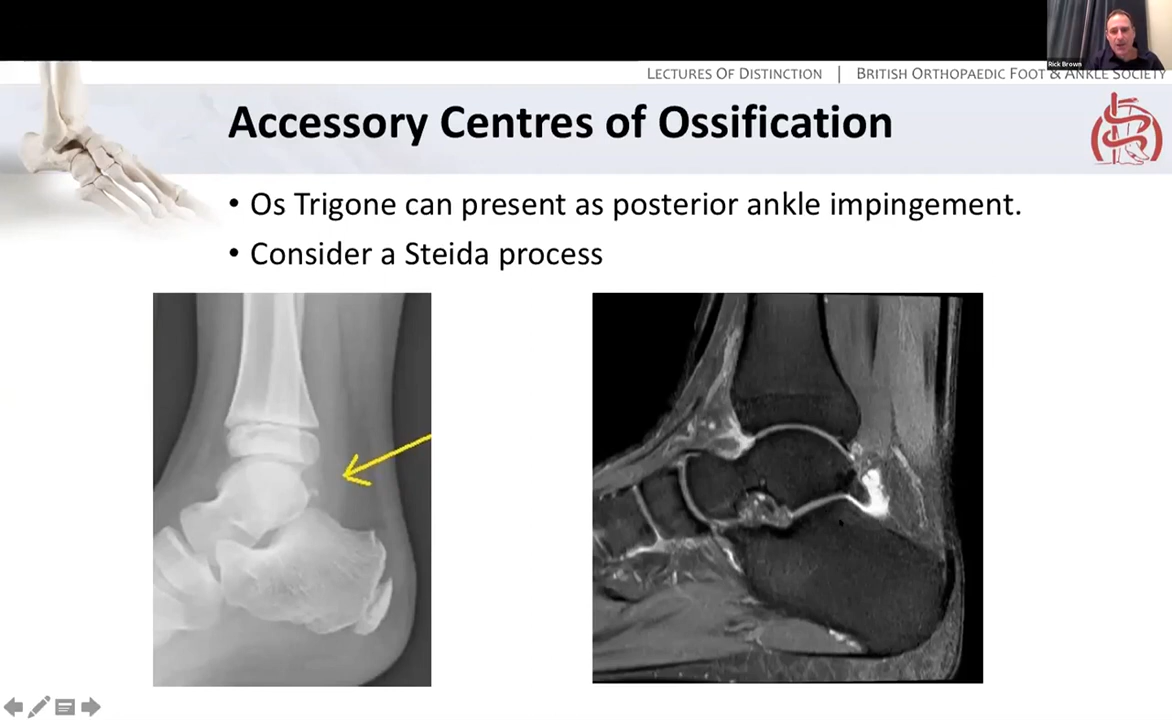 Rick Brown
LECTURES OF DISTINCTION | BRITISH ORTHOPAEDIC FOOT & ANKLE SOCIETY
Accessory Centres of Ossification
• Os Trigone can present as posterior ankle impingement.
• Consider a Steida process